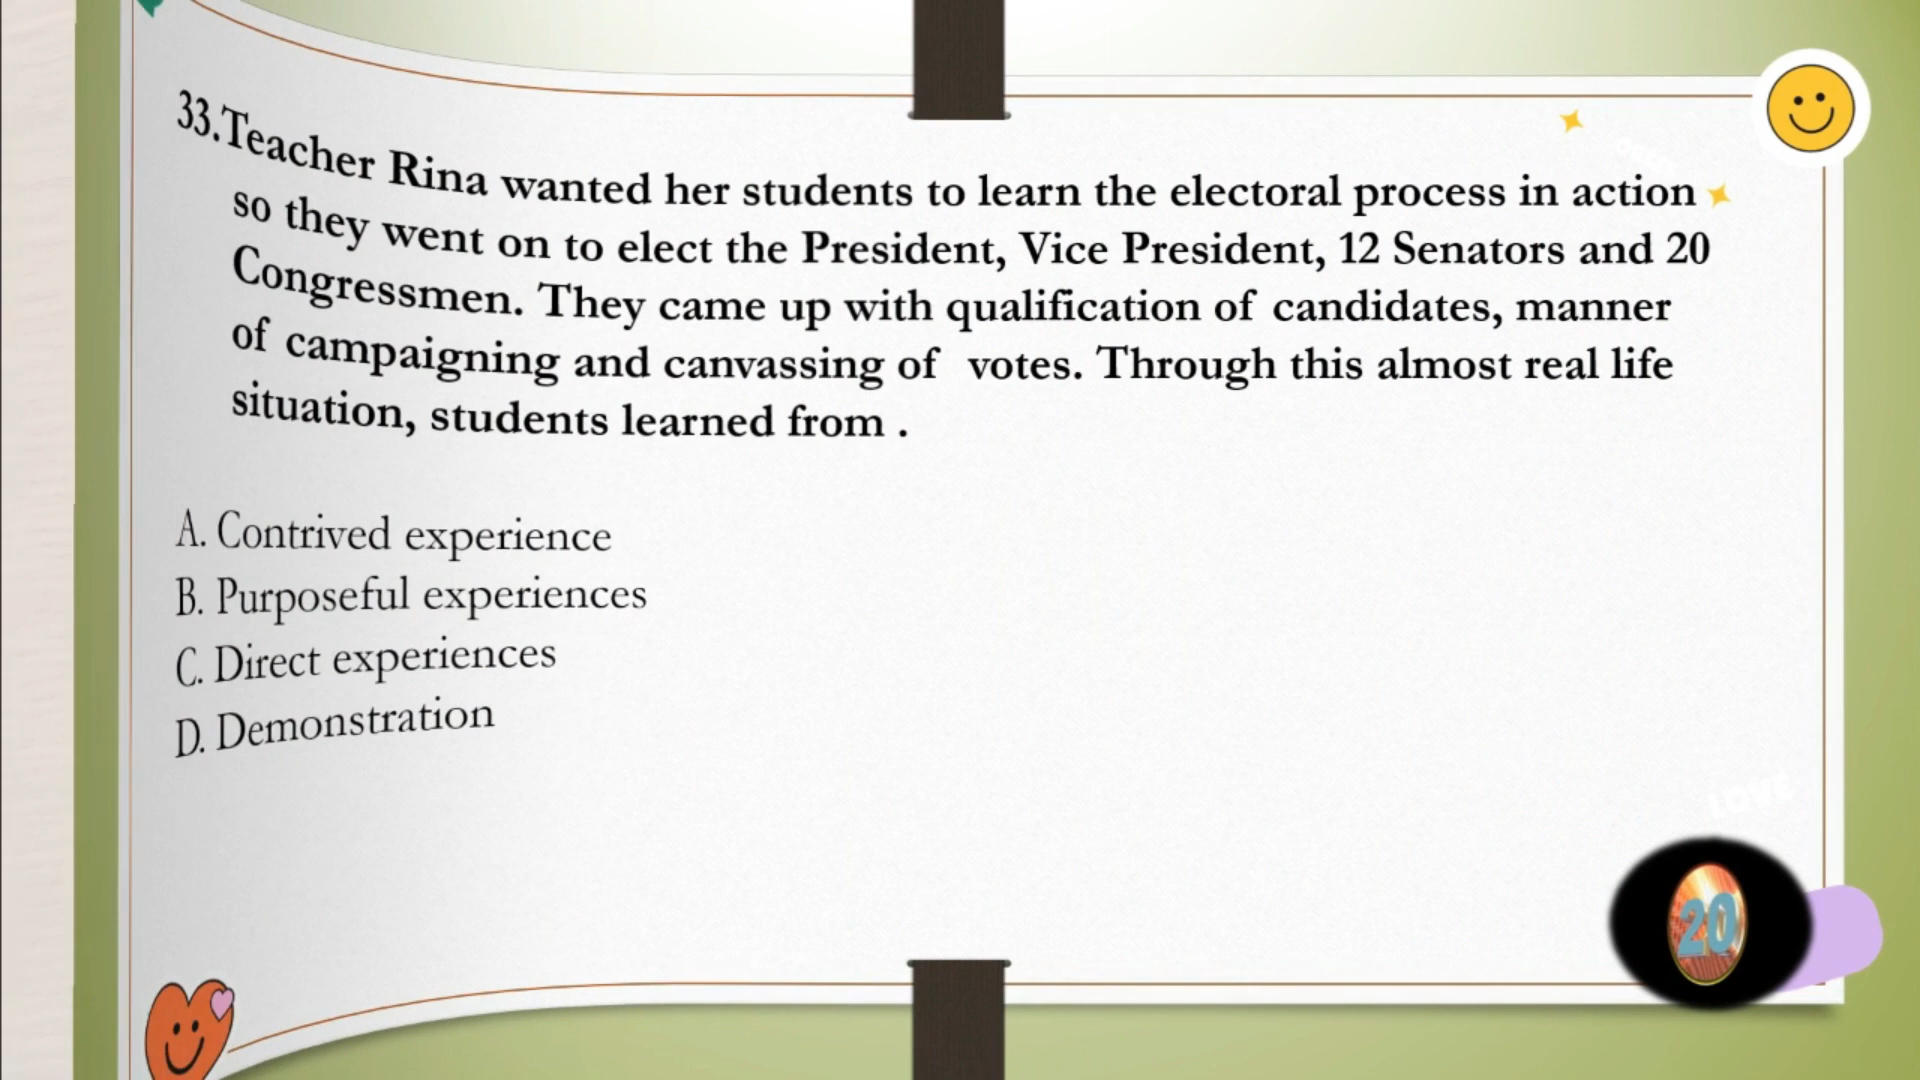 33.Teacher Rina wanted her students to learn the electoral process in action
so they went on to elect the President, Vice President, 12 Senators and 20
Congressmen. They came up with qualification of candidates, manner
of campaigning and canvassing of votes. Through this almost real life
situation, students learned from .
A. Contrived experience
B. Purposeful experiences
C. Direct experiences
D. Demonstration
LOVE
20